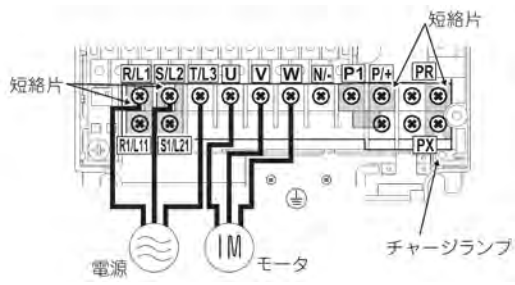 短絡片
短絡片
R/L1 S/L2 T/L3 U V W N/- P1 P/+ PR
R1/L11 S1/L21 PX
電源
IM
モータ
チャージランプ